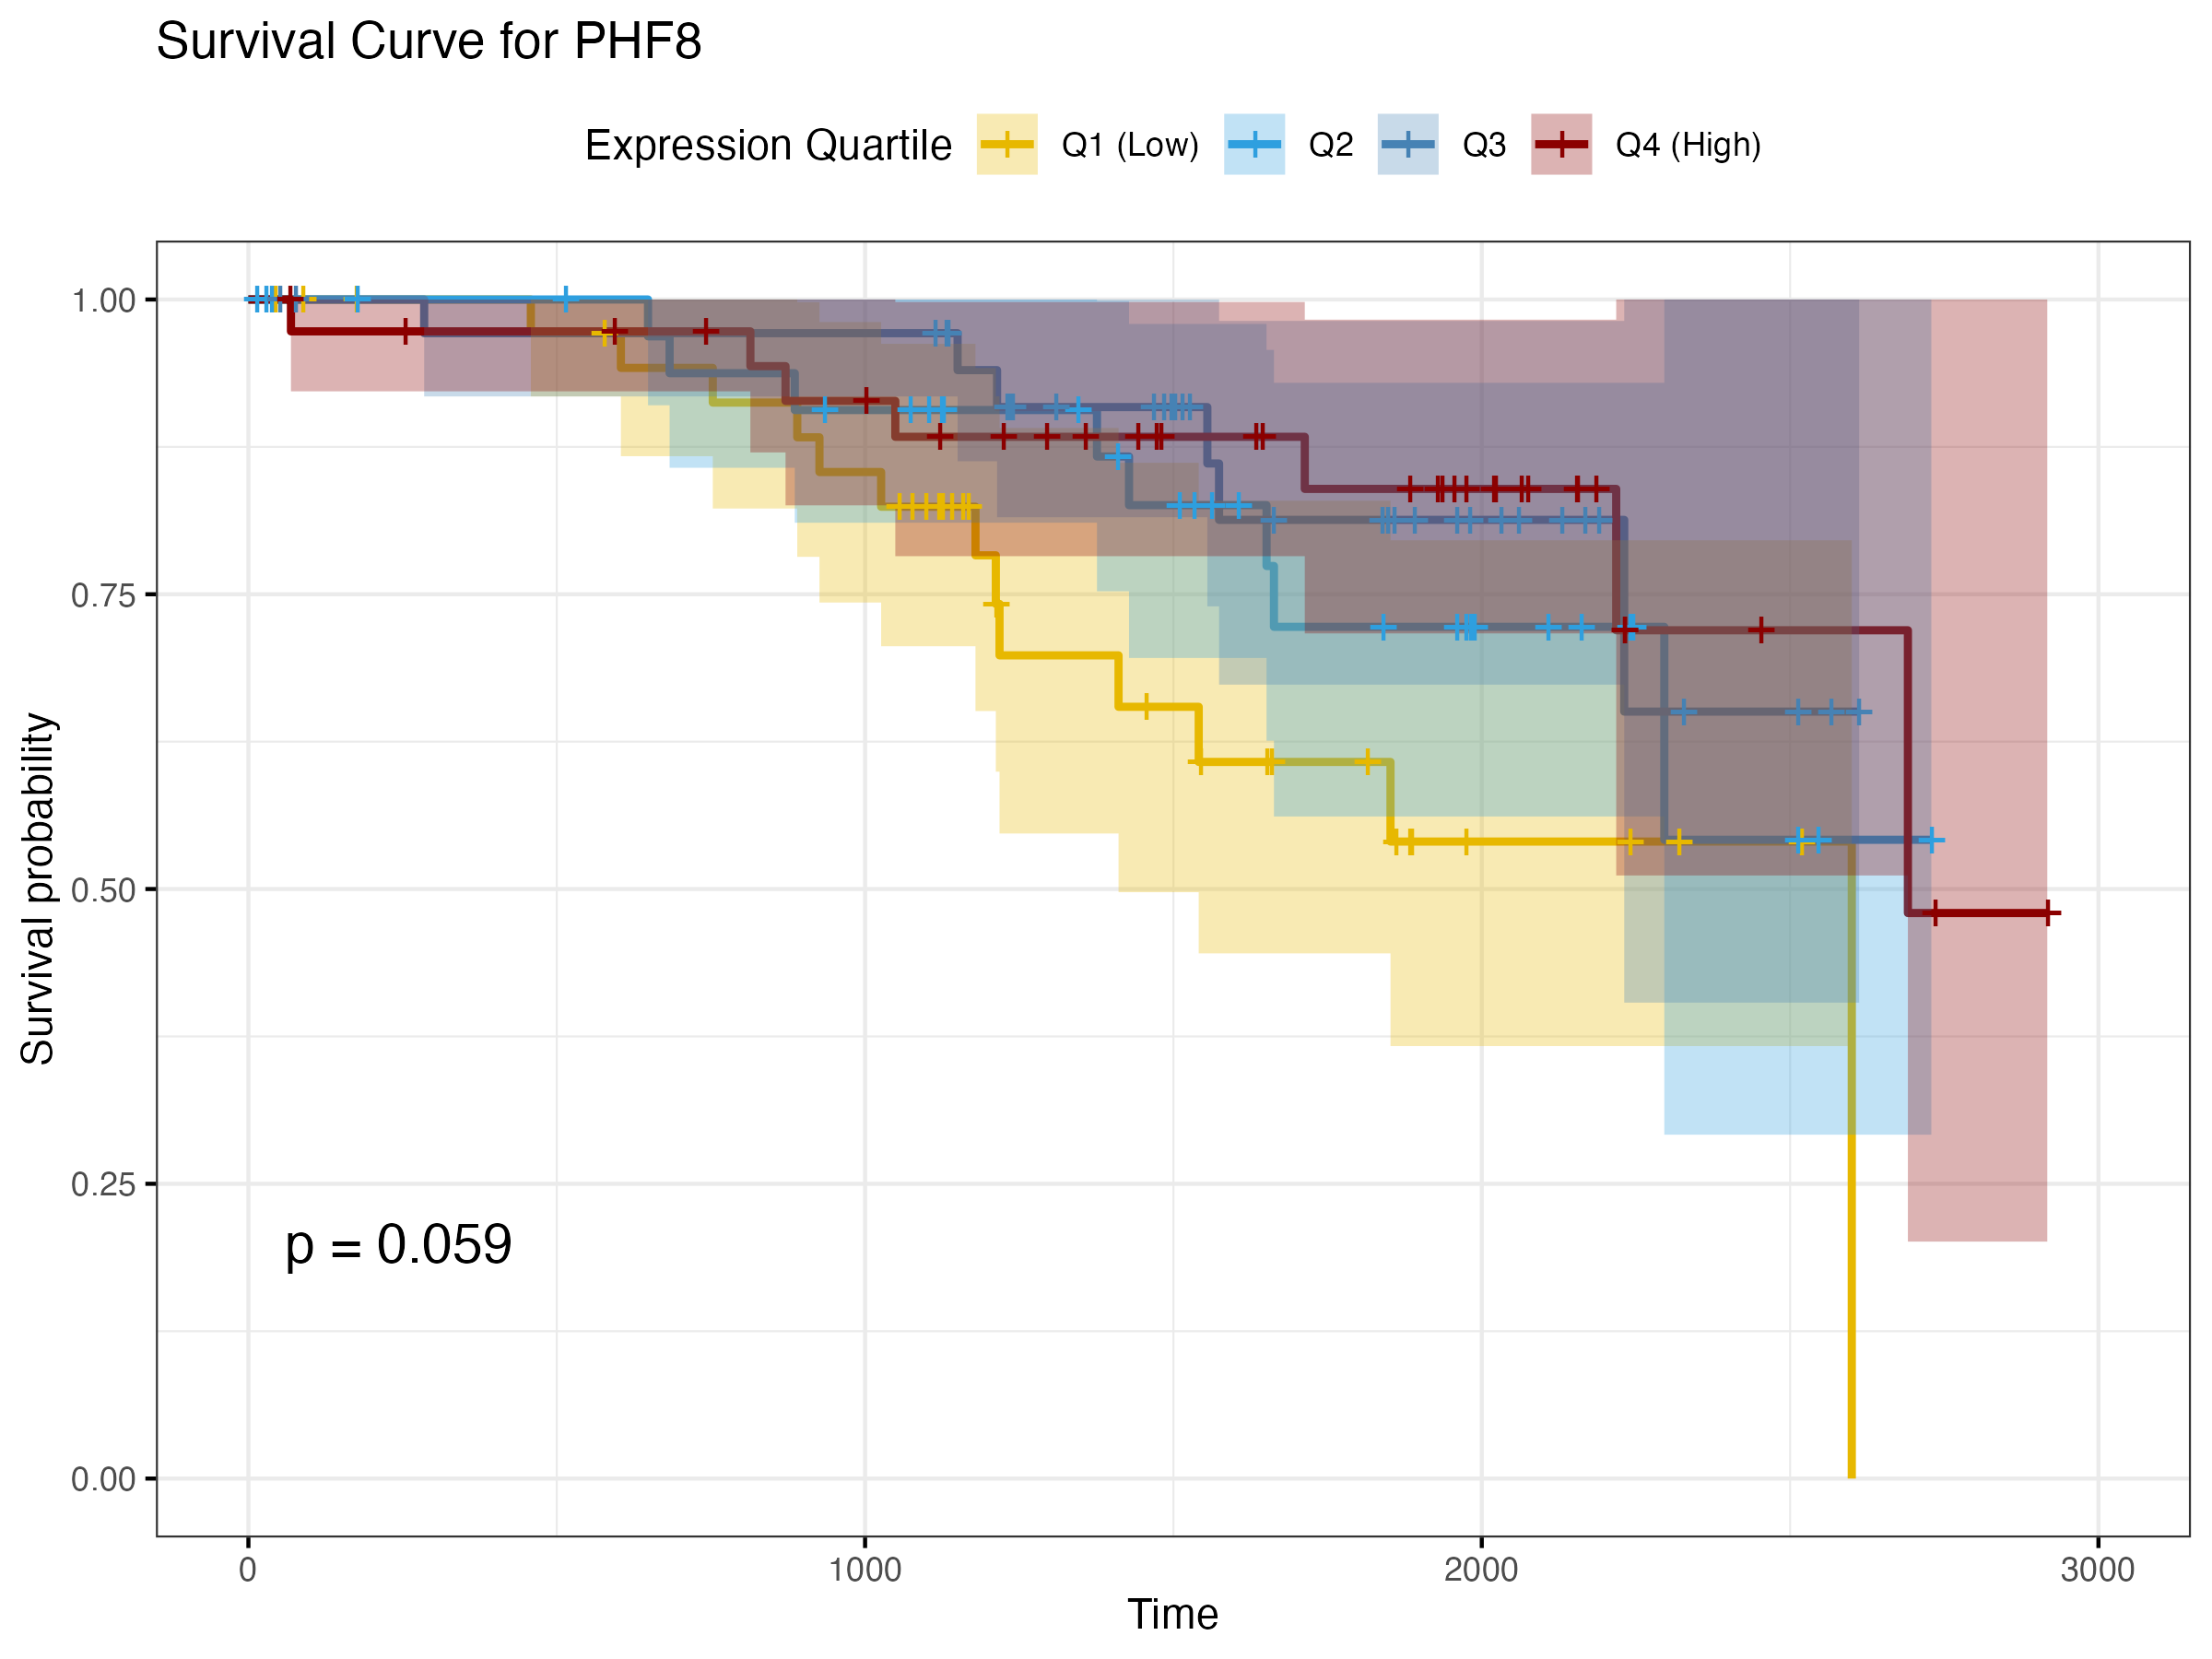 Survival Curve for PHF8
Expression Quartile Q1 (Low) Q2 Q3 Q4 (High)
1.00
0.75
0.50
0.25
0.00
Survival probability
p = 0.059
0 1000 2000 3000
Time